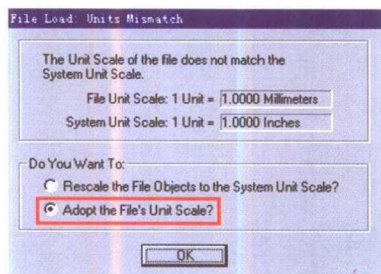 File Load: Units Mismatch
The Unit Scale of the file does not match the
System Unit Scale.
File Unit Scale: 1 Unit = 1.0000 Millimeters
System Unit Scale: 1 Unit = 1.0000 Inches
Do You Want To:
Rescale the File Objects to the System Unit Scale?
Adopt the File's Unit Scale?
OK